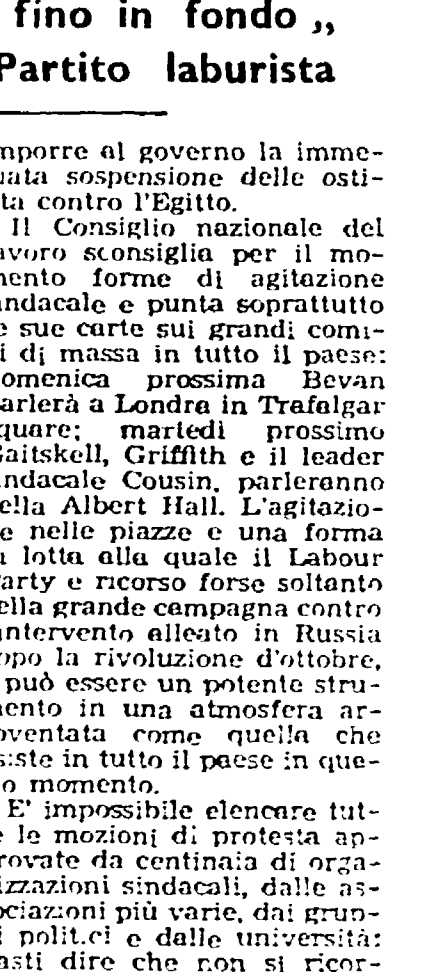 fino in fondo „
Partito laburista
mporre al governo la imme-
iata sospensione delle osti-
tà contro l'Egitto.
Il Consiglio nazionale del
avoro sconsiglia per il mo-
mento forme di agitazione
indacale e punta soprattutto
e sue carte sui grandi comi-
i di massa in tutto il paese:
omenica prossima Bevan
arlerà a Londra in Trafalgar
quare; martedì prossimo
Gaitskell, Griffith e il leader
indacale Cousin, parleranno
ella Albert Hall. L'agitazio-
e nelle piazze e una forma
i lotta alla quale il Labour
arty e ricorso forse soltanto
ella grande campagna contro
intervento alleato in Russia
opo la rivoluzione d'ottobre,
può essere un potente stru-
mento in una atmosfera ar-
oventata come quella che
siste in tutto il paese in que-
o momento.
E' impossibile elencare tut-
e le mozioni di protesta ap-
rovate da centinaia di orga-
izzazioni sindacali, dalle as-
ociazioni più varie, dai grup-
i politici e dalle università:
asti dire che non si ricor-